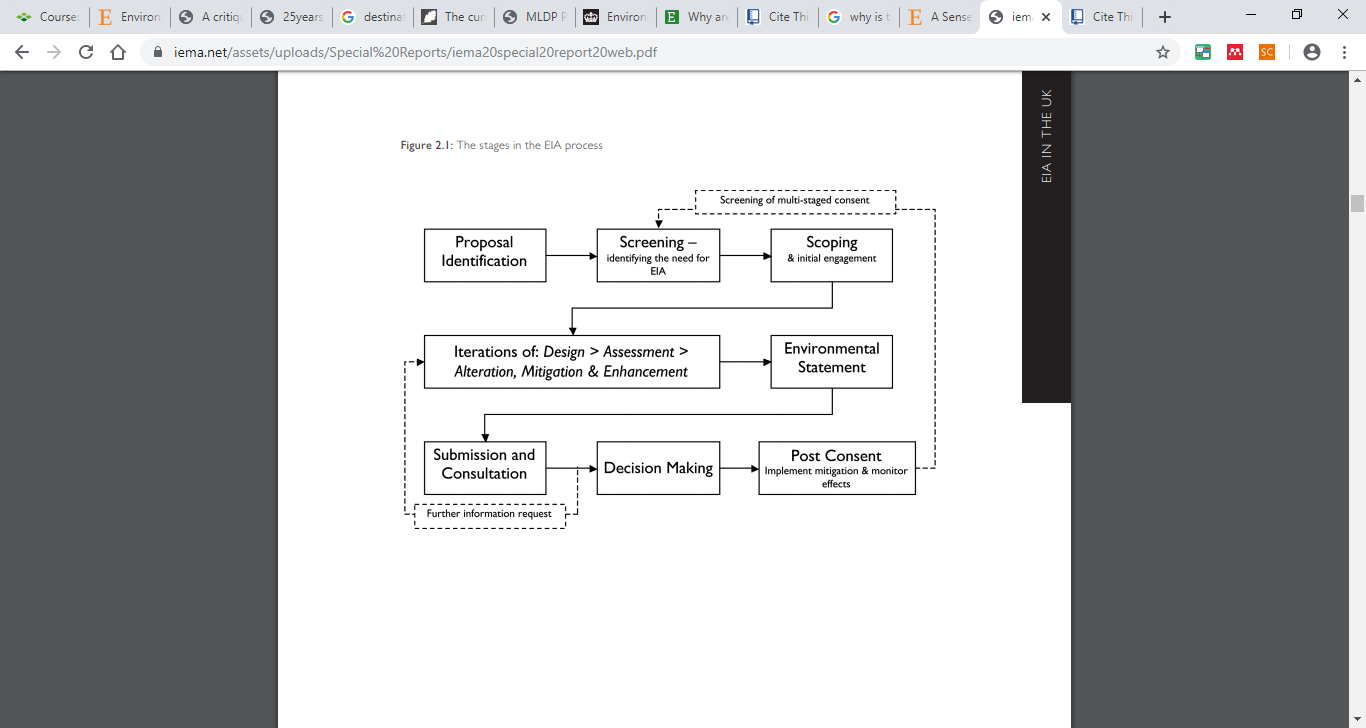 Course
Environ
A critiq
25years
destinat
The cur
MLDP P
Environ
Why are
Cite Thi
why is t
A Sense
iema
Cite Thi
iema.net/assets/uploads/Special%20Reports/iema20special20report20web.pdf
SC
EIA IN THE UK
Figure 2.1: The stages in the EIA process
Screening of multi-staged consent
Proposal
Identification
Screening –
identifying the need for
EIA
Scoping
& initial engagement
Iterations of: Design > Assessment >
Alteration, Mitigation & Enhancement
Environmental
Statement
Submission and
Consultation
Decision Making
Post Consent
Implement mitigation & monitor
effects
Further information request